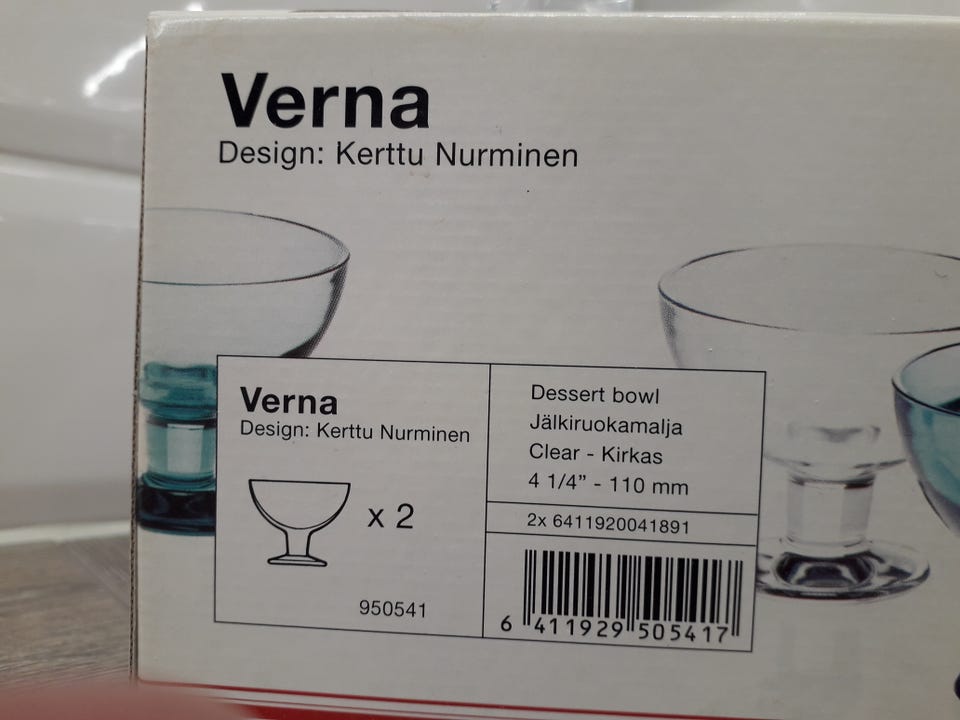 Verna
Design: Kerttu Nurminen
Verna
Design: Kerttu Nurminen
x 2
950541
Dessert bowl
Jälkiruokamalja
Clear - Kirkas
4 1/4” - 110 mm
2x 6411920041891
6 411929 505417